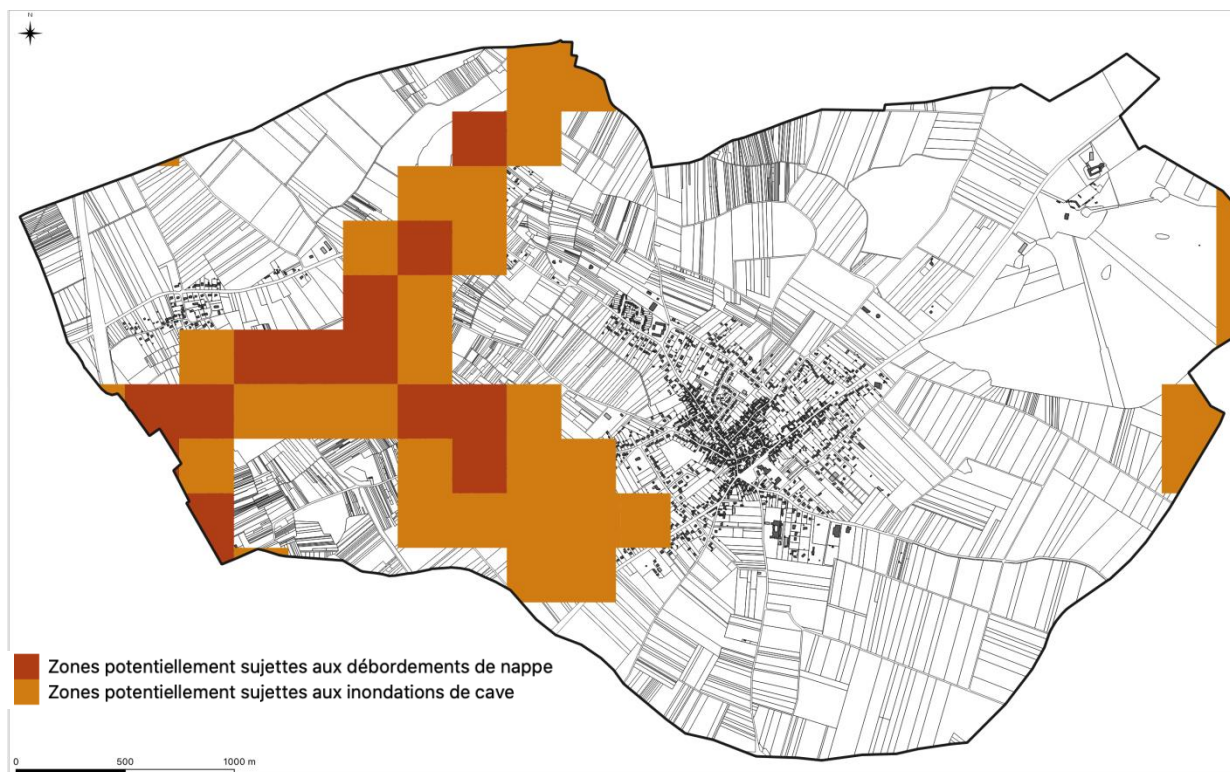 N
Zones potentiellement sujettes aux débordements de nappe
Zones potentiellement sujettes aux inondations de cave
0 500 1000 m